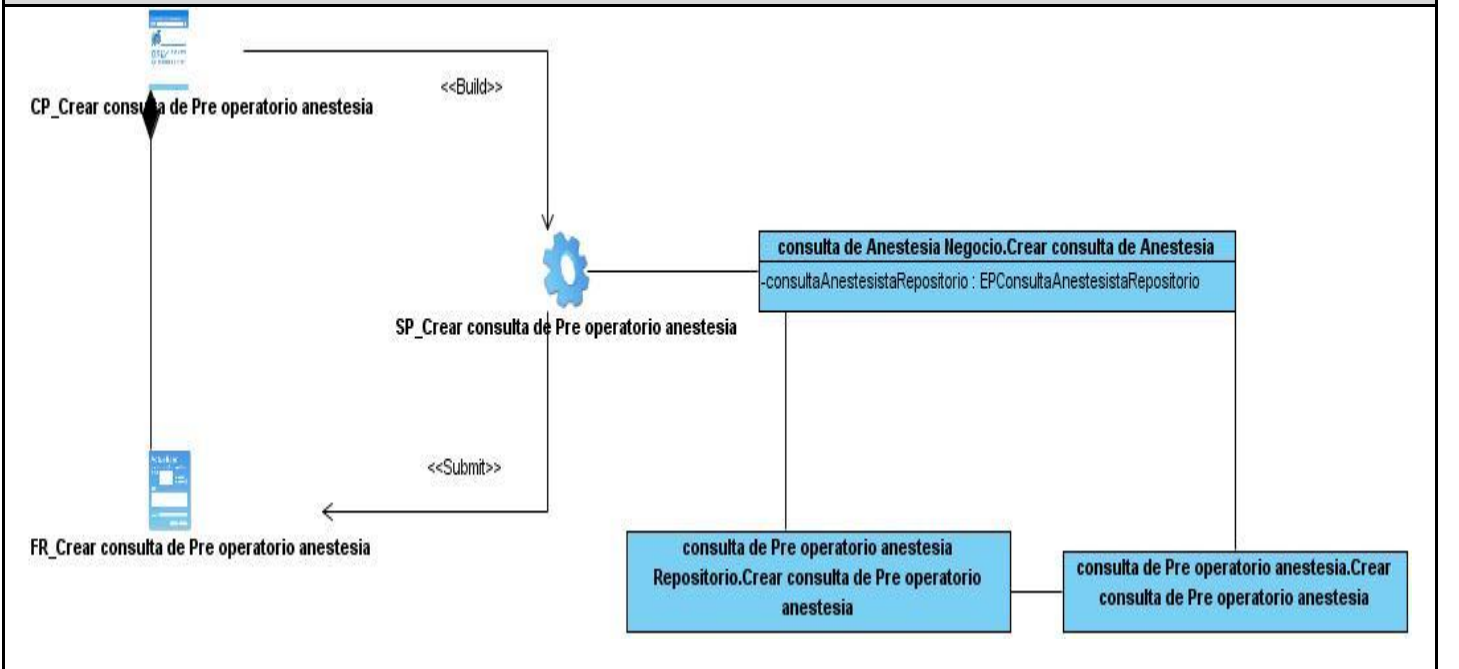 <<Build>>
CP_Crear consulta de Pre operatorio anestesia
consulta de Anestesia Negocio.Crear consulta de Anestesia
-consultaAnestesistaRepositorio : EPConsultaAnestesistaRepositorio
SP_Crear consulta de Pre operatorio anestesia
<<Submit>>
FR_Crear consulta de Pre operatorio anestesia
consulta de Pre operatorio anestesia
Repositorio.Crear consulta de Pre operatorio
anestesia
consulta de Pre operatorio anestesia.Crear
consulta de Pre operatorio anestesia